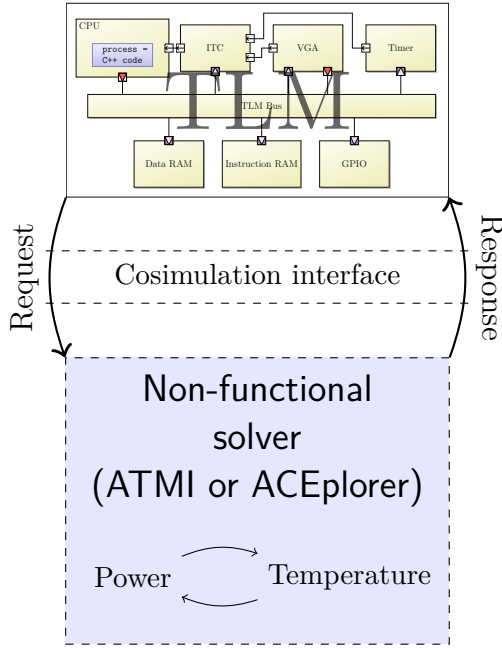 CPU
process =
C++ code
ITC
VGA
Timer
TLM Bus
TLM
Data RAM
Instruction RAM
GPIO
Request
Cosimulation interface
Response
Non-functional
solver
(ATMI or ACEplorer)
Power
Temperature